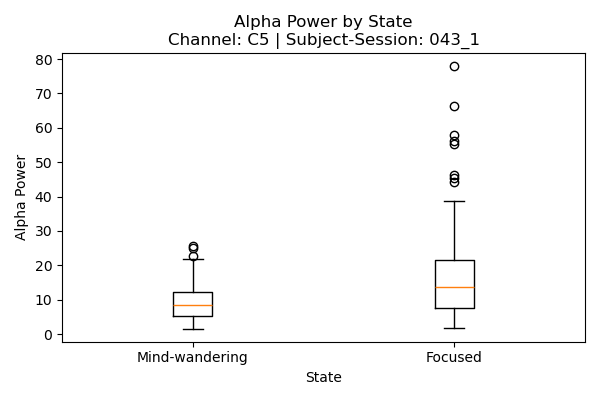 Alpha Power by State
Channel: C5 | Subject-Session: 043_1
80
70
60
50
40
30
20
10
0
Alpha Power
Mind-wandering
Focused
State